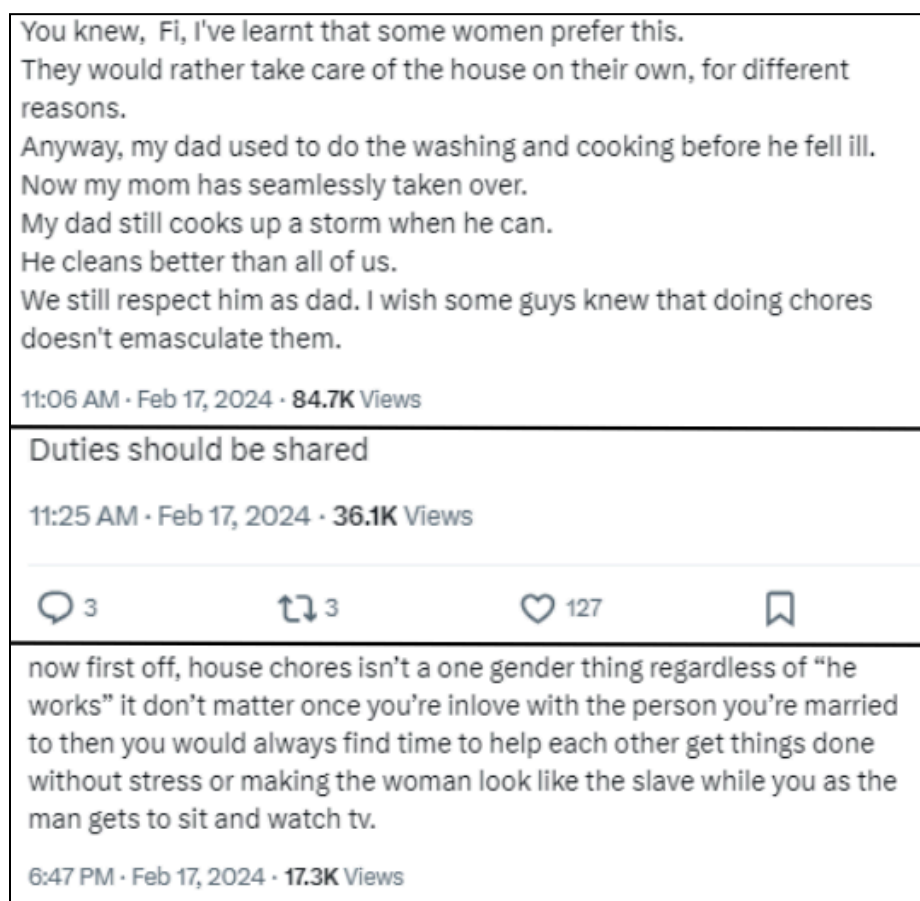 You knew, Fi, I've learnt that some women prefer this.
They would rather take care of the house on their own, for different
reasons.
Anyway, my dad used to do the washing and cooking before he fell ill.
Now my mom has seamlessly taken over.
My dad still cooks up a storm when he can.
He cleans better than all of us.
We still respect him as dad. I wish some guys knew that doing chores
doesn't emasculate them.
11:06 AM · Feb 17, 2024 · 84.7K Views
Duties should be shared
11:25 AM · Feb 17, 2024 · 36.1K Views
3 3 127
now first off, house chores isn’t a one gender thing regardless of “he
works” it don’t matter once you’re inlove with the person you’re married
to then you would always find time to help each other get things done
without stress or making the woman look like the slave while you as the
man gets to sit and watch tv.
6:47 PM · Feb 17, 2024 · 17.3K Views